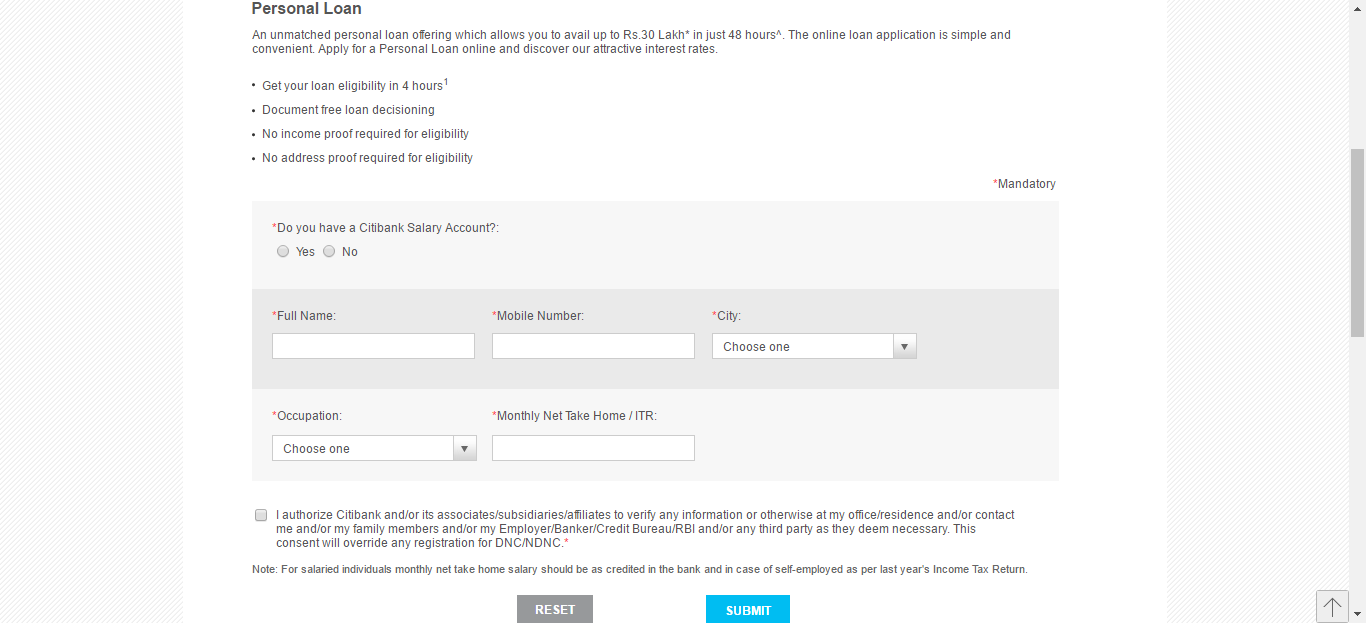 Personal Loan
An unmatched personal loan offering which allows you to avail up to Rs.30 Lakh* in just 48 hours^. The online loan application is simple and
convenient. Apply for a Personal Loan online and discover our attractive interest rates.
• Get your loan eligibility in 4 hours1
• Document free loan decisioning
• No income proof required for eligibility
• No address proof required for eligibility
*Mandatory
*Do you have a Citibank Salary Account?:
Yes No
*Full Name: *Mobile Number: *City:
Choose one
*Occupation: *Monthly Net Take Home / ITR:
Choose one
I authorize Citibank and/or its associates/subsidiaries/affiliates to verify any information or otherwise at my office/residence and/or contact
me and/or my family members and/or my Employer/Banker/Credit Bureau/RBI and/or any third party as they deem necessary. This
consent will override any registration for DNC/NDNC.*
Note: For salaried individuals monthly net take home salary should be as credited in the bank and in case of self-employed as per last year's Income Tax Return.
RESET SUBMIT